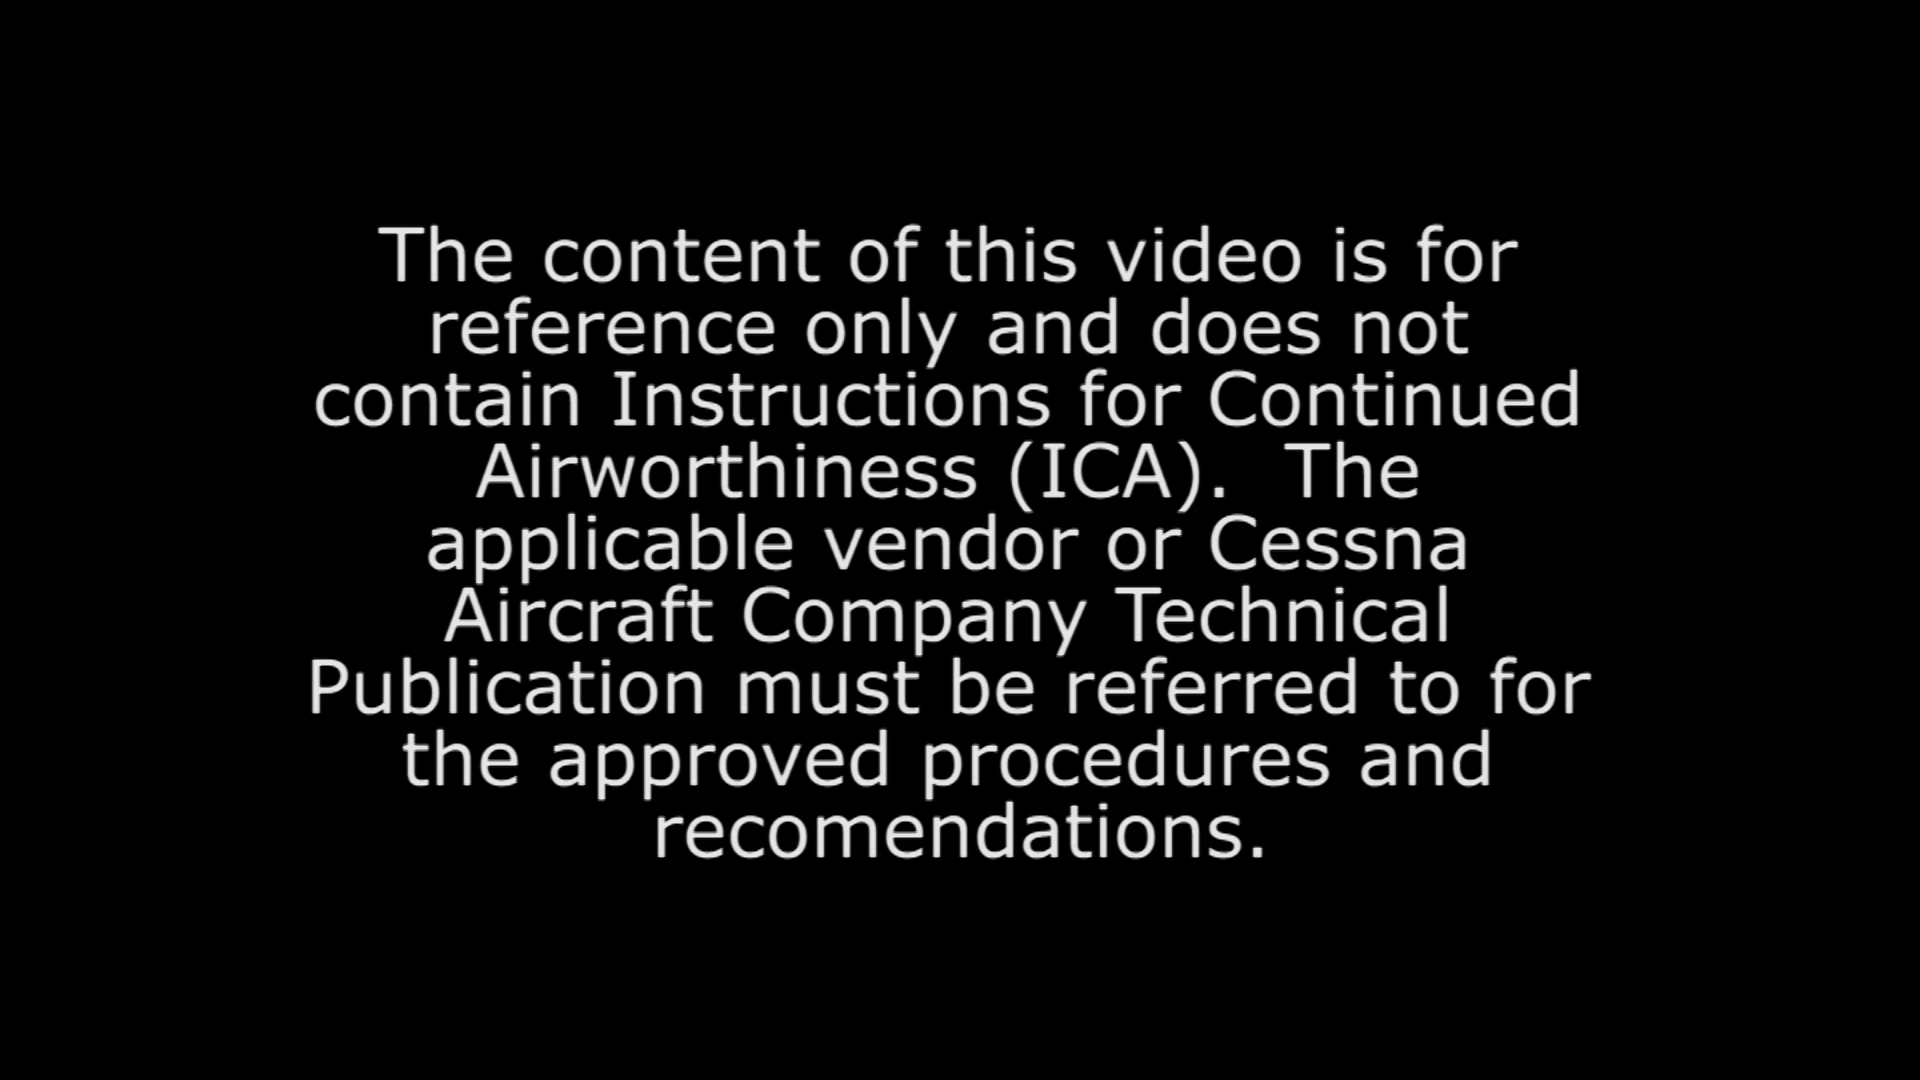 The content of this video is for
reference only and does not
contain Instructions for Continued
Airworthiness (ICA).  The
applicable vendor or Cessna
Aircraft Company Technical
Publication must be referred to for
the approved procedures and
recomendations.